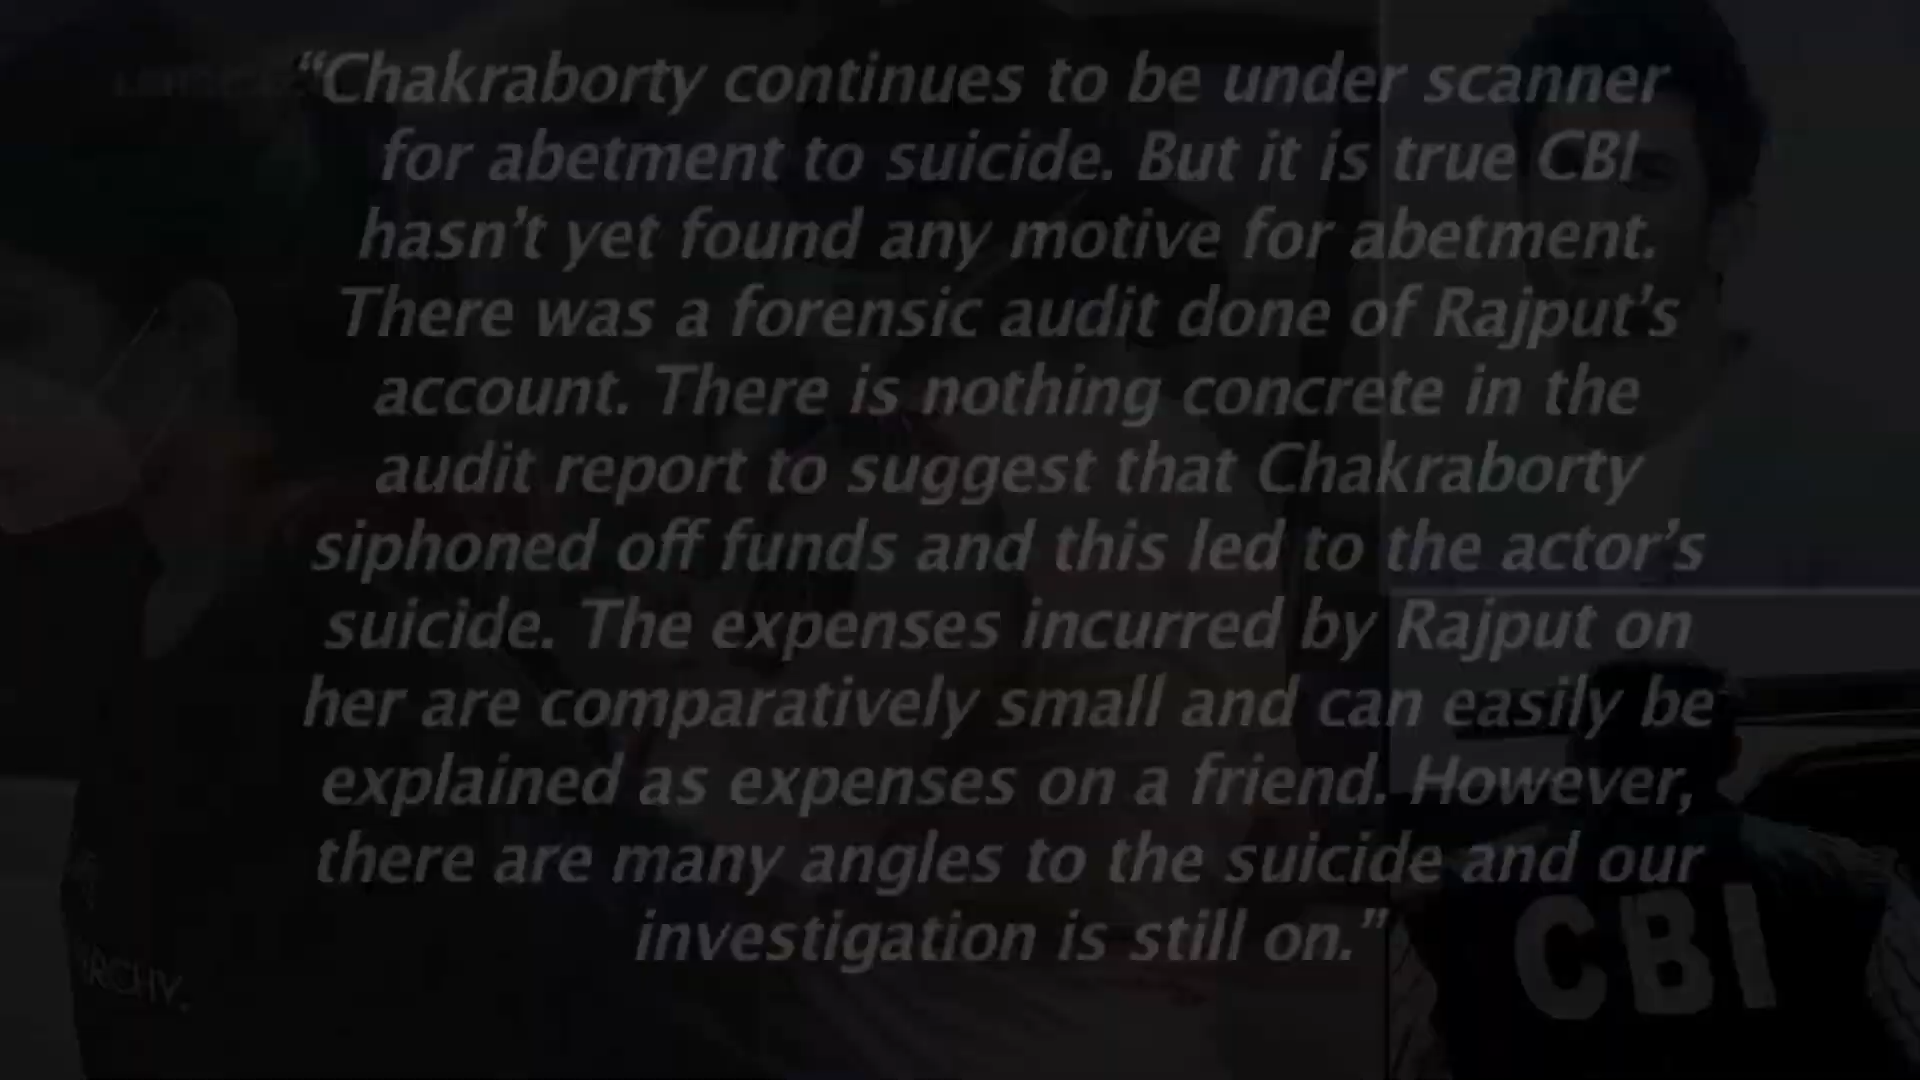 “Chakraborty continues to be under scanner
for abetment to suicide. But it is true CBI
hasn’t yet found any motive for abetment.
There was a forensic audit done of Rajput’s
account. There is nothing concrete in the
audit report to suggest that Chakraborty
siphoned off funds and this led to the actor’s
suicide. The expenses incurred by Rajput on
her are comparatively small and can easily be
explained as expenses on a friend. However,
there are many angles to the suicide and our
investigation is still on.”
CBI